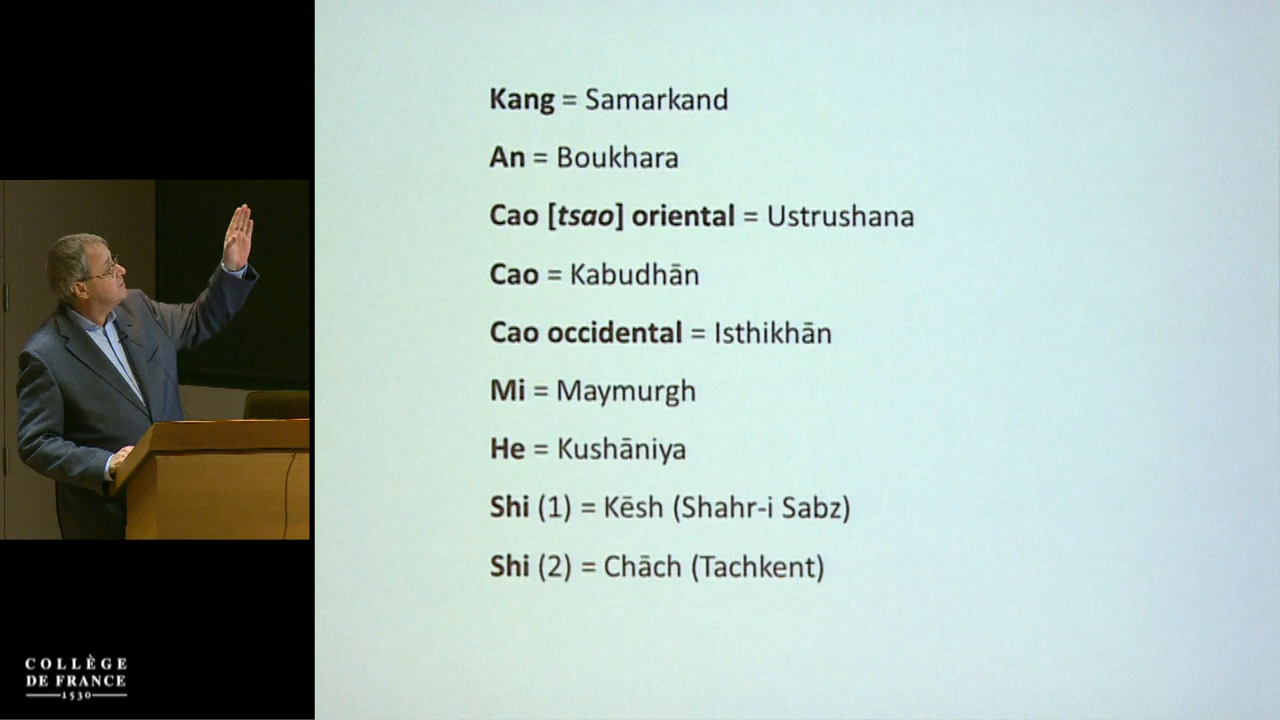 Kang = Samarkand
An = Boukhara
Cao [tsao] oriental = Ustrushana
Cao = Kabudhān
Cao occidental = Isthikhān
Mi = Maymurgh
He = Kushāniya
Shi (1) = Kēsh (Shahr-i Sabz)
Shi (2) = Chāch (Tachkent)
COLLÈGE
DE FRANCE
1530